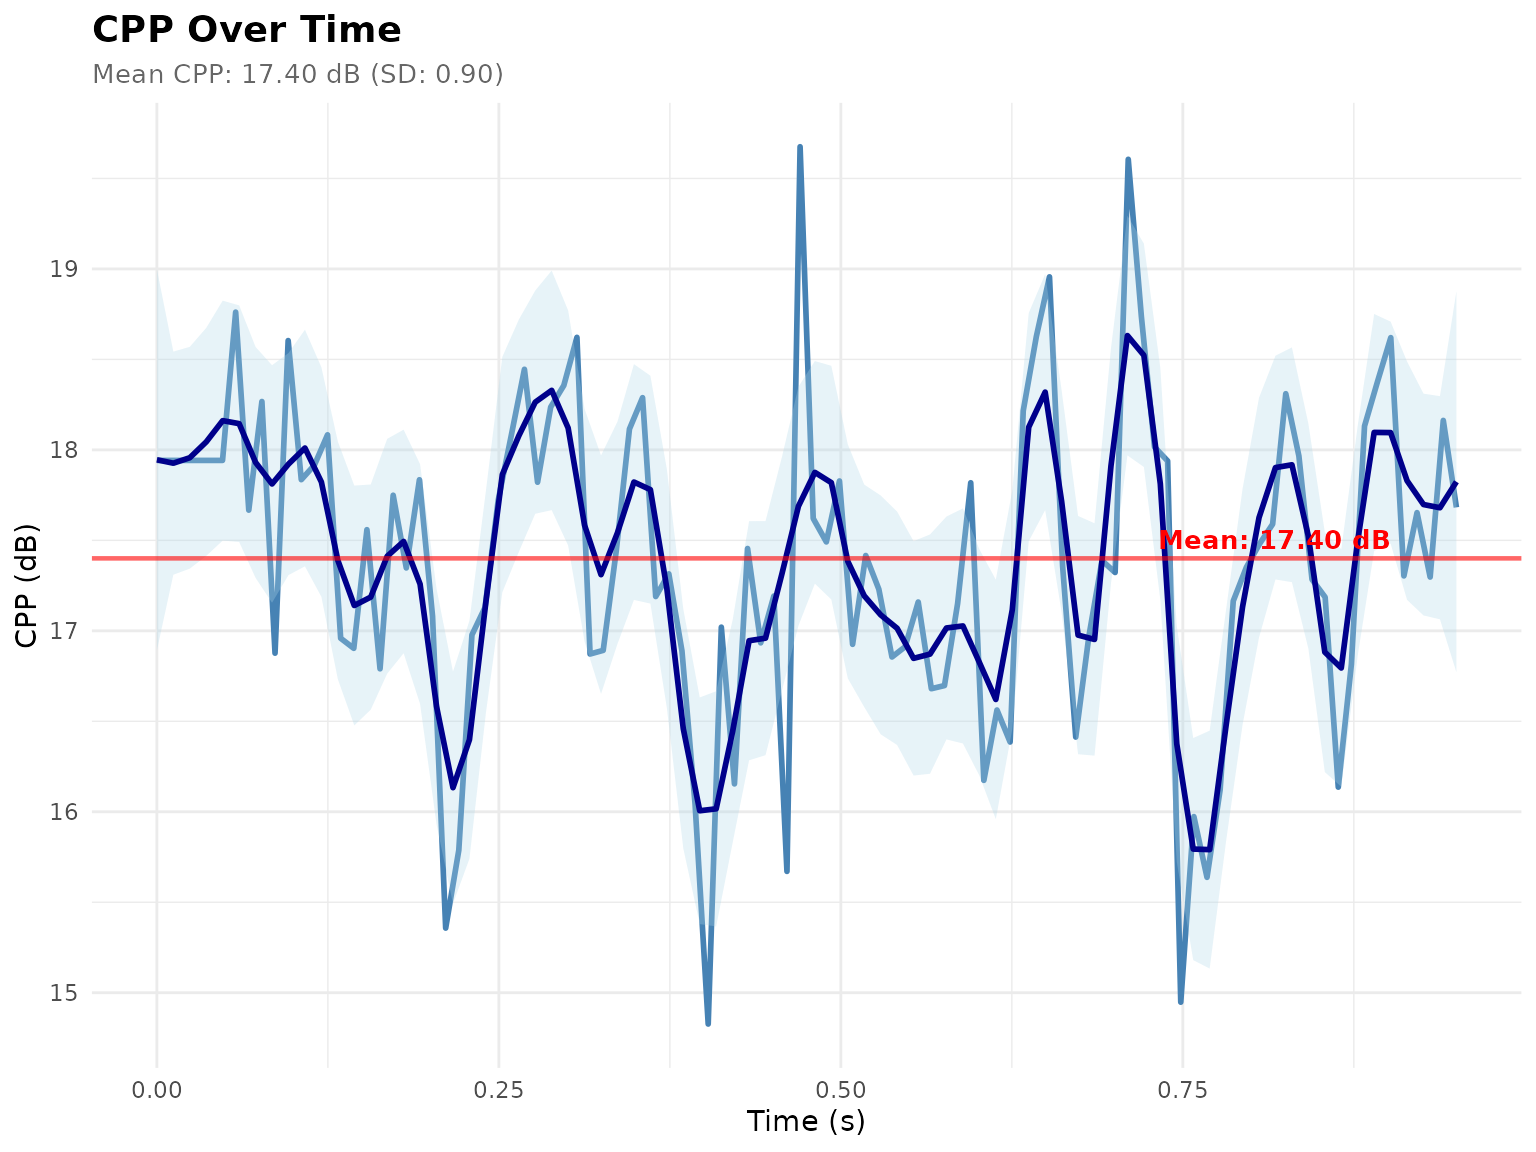 CPP Over Time
Mean CPP: 17.40 dB (SD: 0.90)
CPP (dB)
19
18
17
16
15
Mean: 17.40 dB
0.00
0.25
0.50
0.75
Time (s)